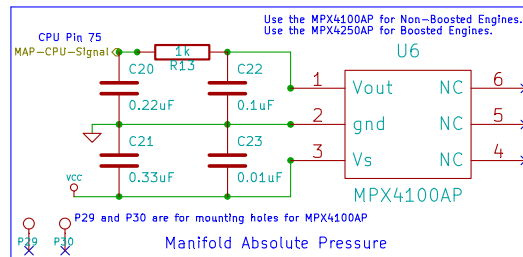 Use the MPX4100AP for Non-Boosted Engines.
Use the MPX4250AP for Boosted Engines.
CPU Pin 75
MAP-CPU-Signal
1k
R13
U6
C20
0.22uF
C22
0.1uF
1
Vout
NC
6
2
gnd
NC
5
3
Vs
NC
4
C21
0.33uF
C23
0.01uF
VCC
MPX4100AP
P29 and P30 are for mounting holes for MPX4100AP
P29
P30
Manifold Absolute Pressure